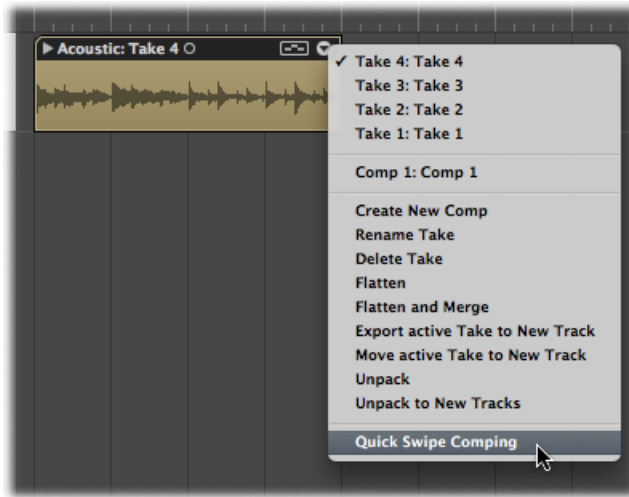 Acoustic: Take 4
Take 4: Take 4
Take 3: Take 3
Take 2: Take 2
Take 1: Take 1
Comp 1: Comp 1
Create New Comp
Rename Take
Delete Take
Flatten
Flatten and Merge
Export active Take to New Track
Move active Take to New Track
Unpack
Unpack to New Tracks
Quick Swipe Comping